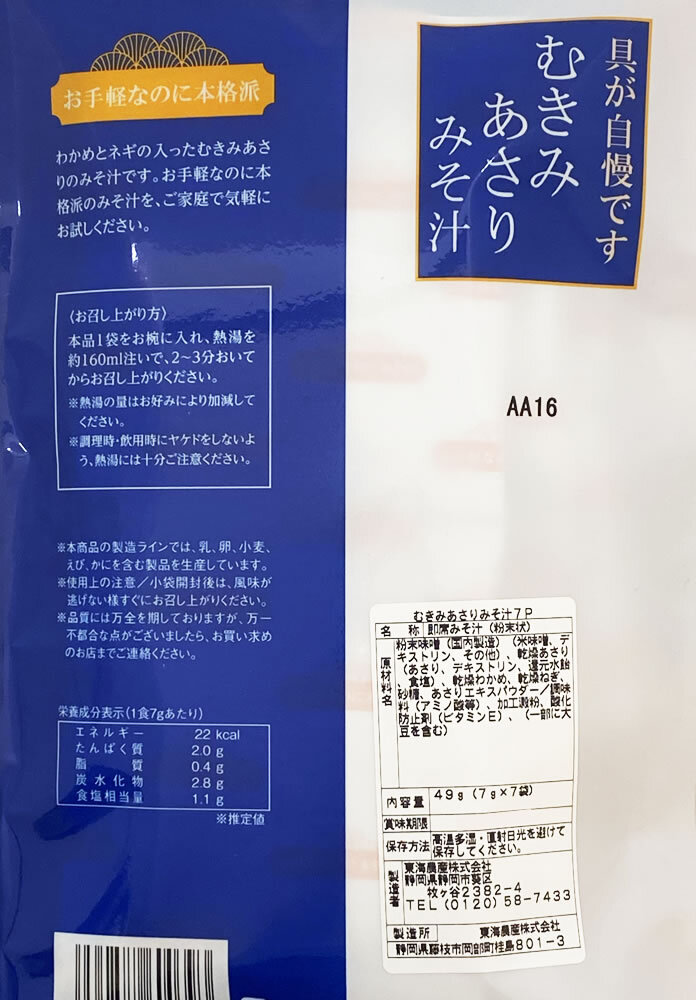 具が自慢です
むきみ
あさり
みそ汁
お手軽なのに本格派
わかめとネギの入ったむきみあさ
りのみそ汁です。お手軽なのに本
格派のみそ汁を、ご家庭で気軽に
お試しください。
〈お召し上がり方〉
本品1袋をお椀に入れ、熱湯を
約160ml注いで、2〜3分おいて
からお召し上がりください。
※熱湯の量はお好みにより加減して
ください。
※調理時・飲用時にヤケドをしないよ
う、熱湯には十分ご注意ください。
※本商品の製造ラインでは、乳、卵、小麦、
えび、かにを含む製品を生産しています。
※使用上の注意／小袋開封後は、風味が
逃げない様すぐにお召し上がりください。
※品質には万全を期しておりますが、万一
不都合な点がございましたら、お買い求め
のお店までご連絡ください。
栄養成分表示(1食7gあたり)
エネルギー 22 kcal
たんぱく質 2.0 g
脂質 0.4 g
炭水化物 2.8 g
食塩相当量 1.1 g
※推定値
AA16
むきみあさりみそ汁7P
名称 即席みそ汁（粉末状）
原材料名
粉末味噌（国内製造）（米味噌、デ
キストリン、その他）、乾燥あさり
（あさり、デキストリン、還元水飴
、食塩）、乾燥わかめ、乾燥ねぎ、
砂糖、あさりエキスパウダー／調味
料（アミノ酸等）、加工澱粉、酸化
防止剤（ビタミンE）、（一部に大
豆を含む）
内容量 49g（7g×7袋）
賞味期限
保存方法 高温多湿・直射日光を避けて
保存してください。
製造者
東海農産株式会社
静岡県静岡市葵区
牧ヶ谷2382-4
TEL(0120)58-7433
製造所 東海農産株式会社
静岡県藤枝市岡部町桂島801-3